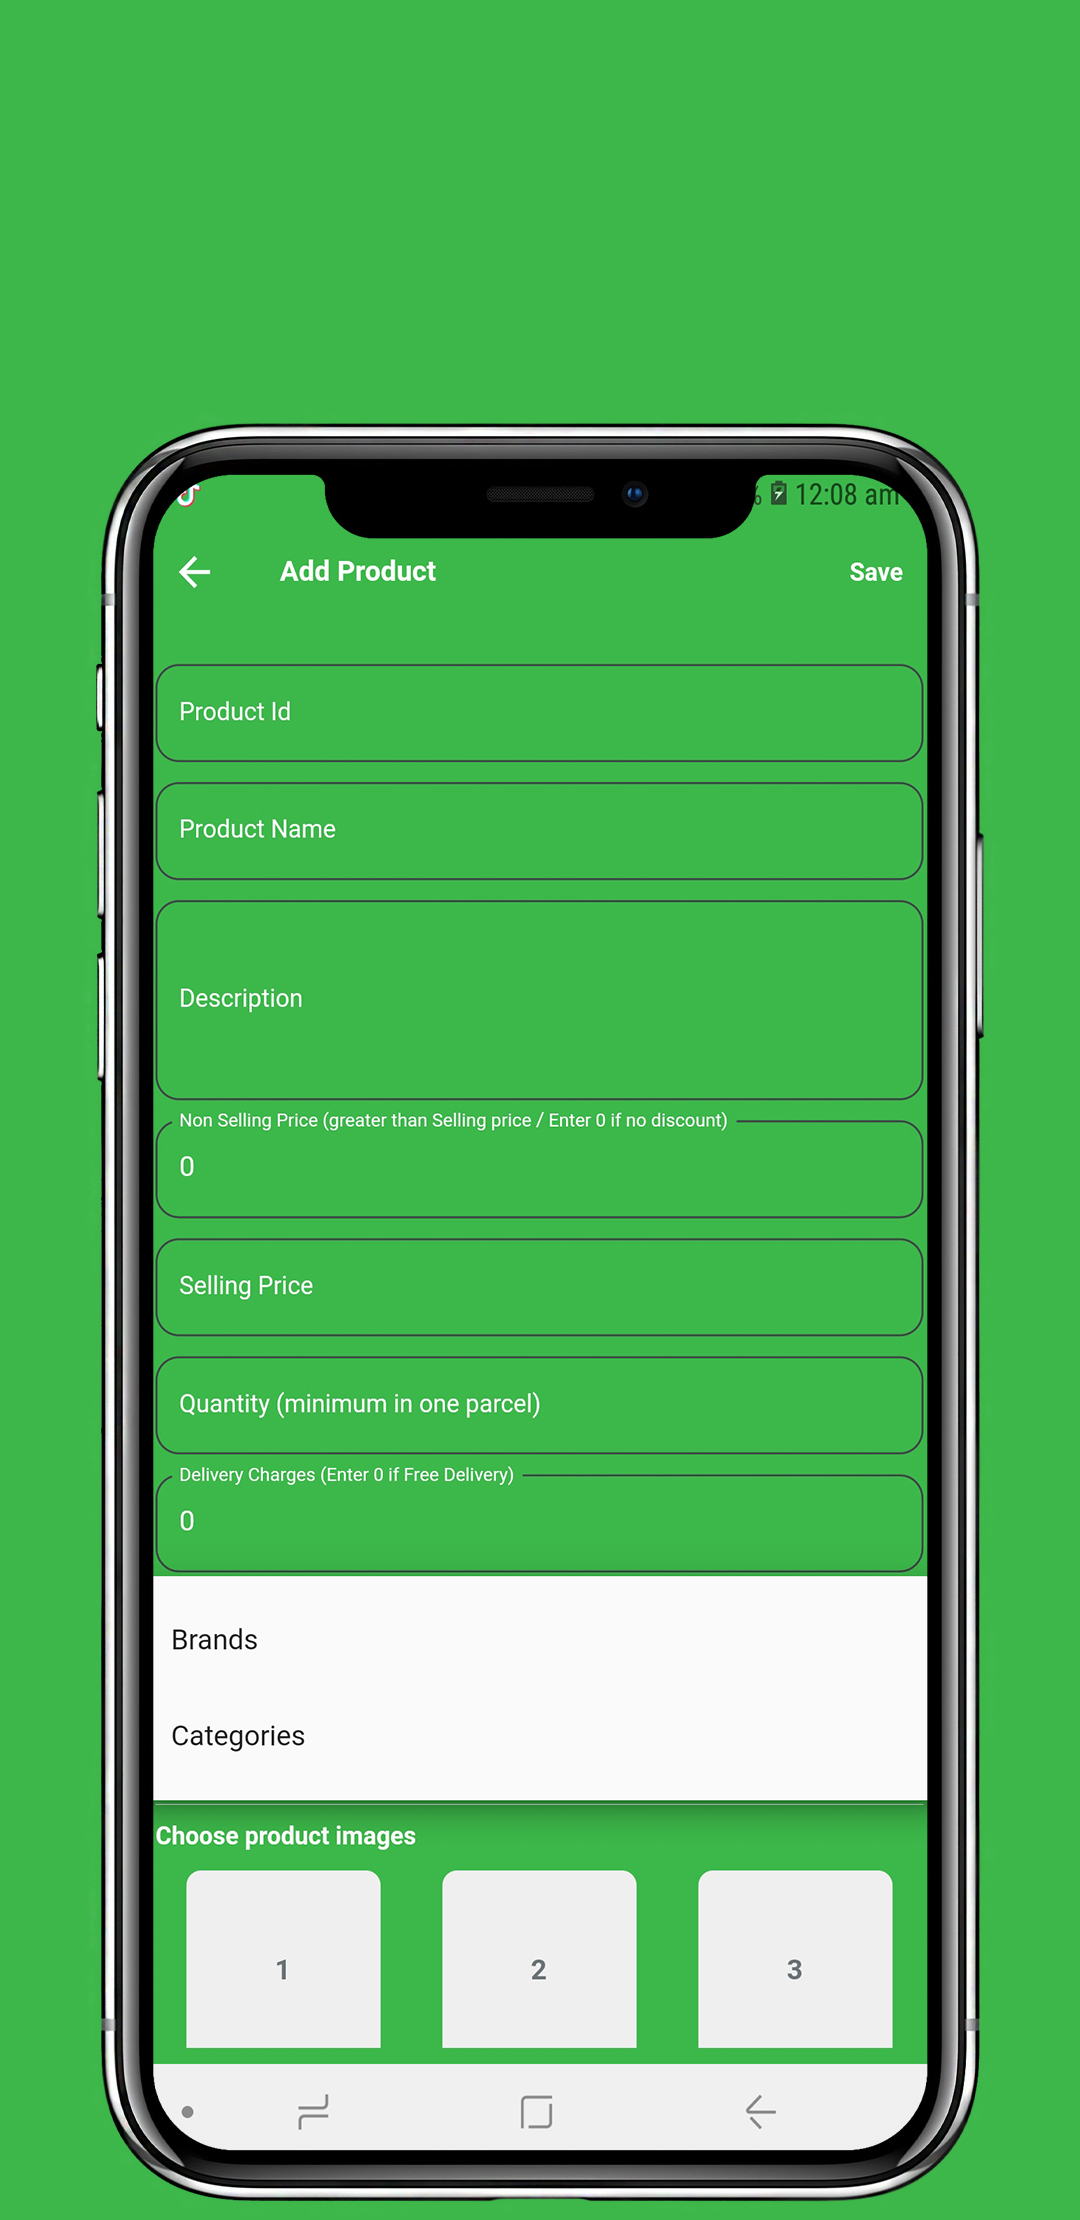 12:08 am
Add Product
Save
Product Id
Product Name
Description
Non Selling Price (greater than Selling price / Enter 0 if no discount)
0
Selling Price
Quantity (minimum in one parcel)
Delivery Charges (Enter 0 if Free Delivery)
0
Brands
Categories
Choose product images
1
2
3